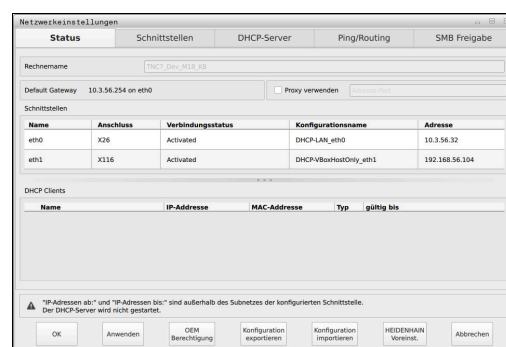 Netzwerkeinstellungen
Status Schnittstellen DHCP-Server Ping/Routing SMB Freigabe
Rechnername TNC7_Dev_M18_KB
Default Gateway 10.3.56.254 on eth0 Proxy verwenden Adresse:Port
Schnittstellen
Name Anschluss Verbindungsstatus Konfigurationsname Adresse
eth0 X26 Activated DHCP-LAN_eth0 10.3.56.32
eth1 X116 Activated DHCP-VBoxHostOnly_eth1 192.168.56.104
DHCP Clients
Name IP-Addresse MAC-Addresse Typ gültig bis
"IP-Adressen ab:" und "IP-Adressen bis:" sind außerhalb des Subnetzes der konfigurierten Schnittstelle.
Der DHCP-Server wird nicht gestartet.
OK Anwenden OEM Berechtigung Konfiguration exportieren Konfiguration importieren HEIDENHAIN Voreinst. Abbrechen